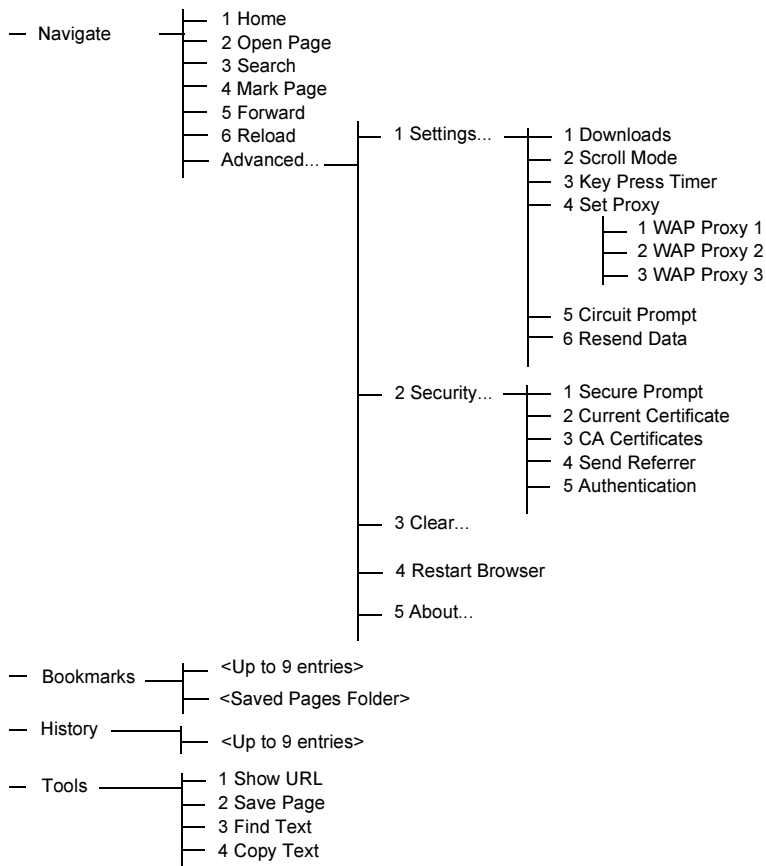 Navigate
1 Home
2 Open Page
3 Search
4 Mark Page
5 Forward
6 Reload
Advanced...
1 Settings...
1 Downloads
2 Scroll Mode
3 Key Press Timer
4 Set Proxy
1 WAP Proxy 1
2 WAP Proxy 2
3 WAP Proxy 3
5 Circuit Prompt
6 Resend Data
2 Security...
1 Secure Prompt
2 Current Certificate
3 CA Certificates
4 Send Referrer
5 Authentication
3 Clear...
4 Restart Browser
5 About...
Bookmarks
<Up to 9 entries>
<Saved Pages Folder>
History
<Up to 9 entries>
Tools
1 Show URL
2 Save Page
3 Find Text
4 Copy Text